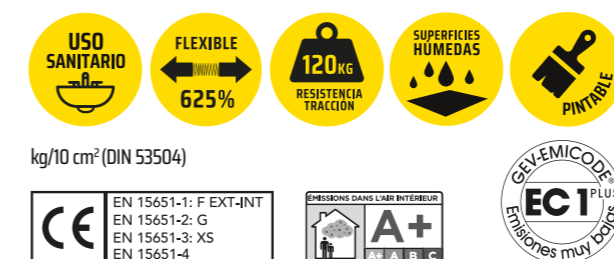 USO
SANITARIO
FLEXIBLE
625%
120KG
RESISTENCIA
TRACCIÓN
SUPERFICIES
HÚMEDAS
PINTABLE
kg/10 cm² (DIN 53504)
CE
EN 15651-1: F EXT-INT
EN 15651-2: G
EN 15651-3: XS
EN 15651-4
ÉMISSIONS DANS L'AIR INTÉRIEUR
A+
A+ A B C
GEV-EMICODE®
EC 1 PLUS
Emisiones muy bajas